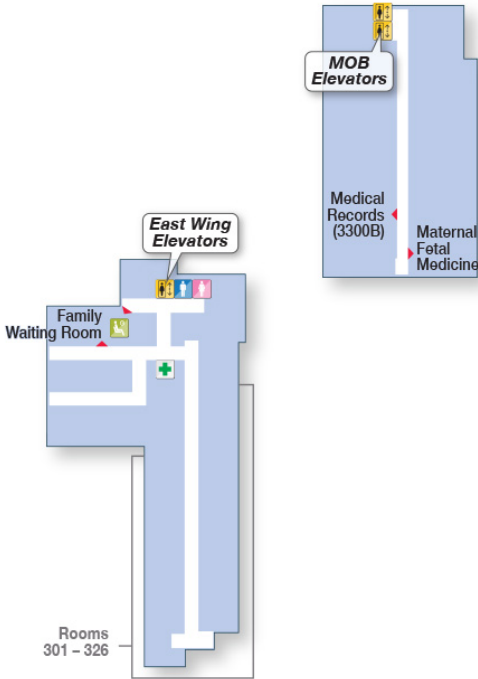 MOB
Elevators
Medical
Records
(3300B)
Maternal
Fetal
Medicine
East Wing
Elevators
Family
Waiting Room
Rooms
301 – 326